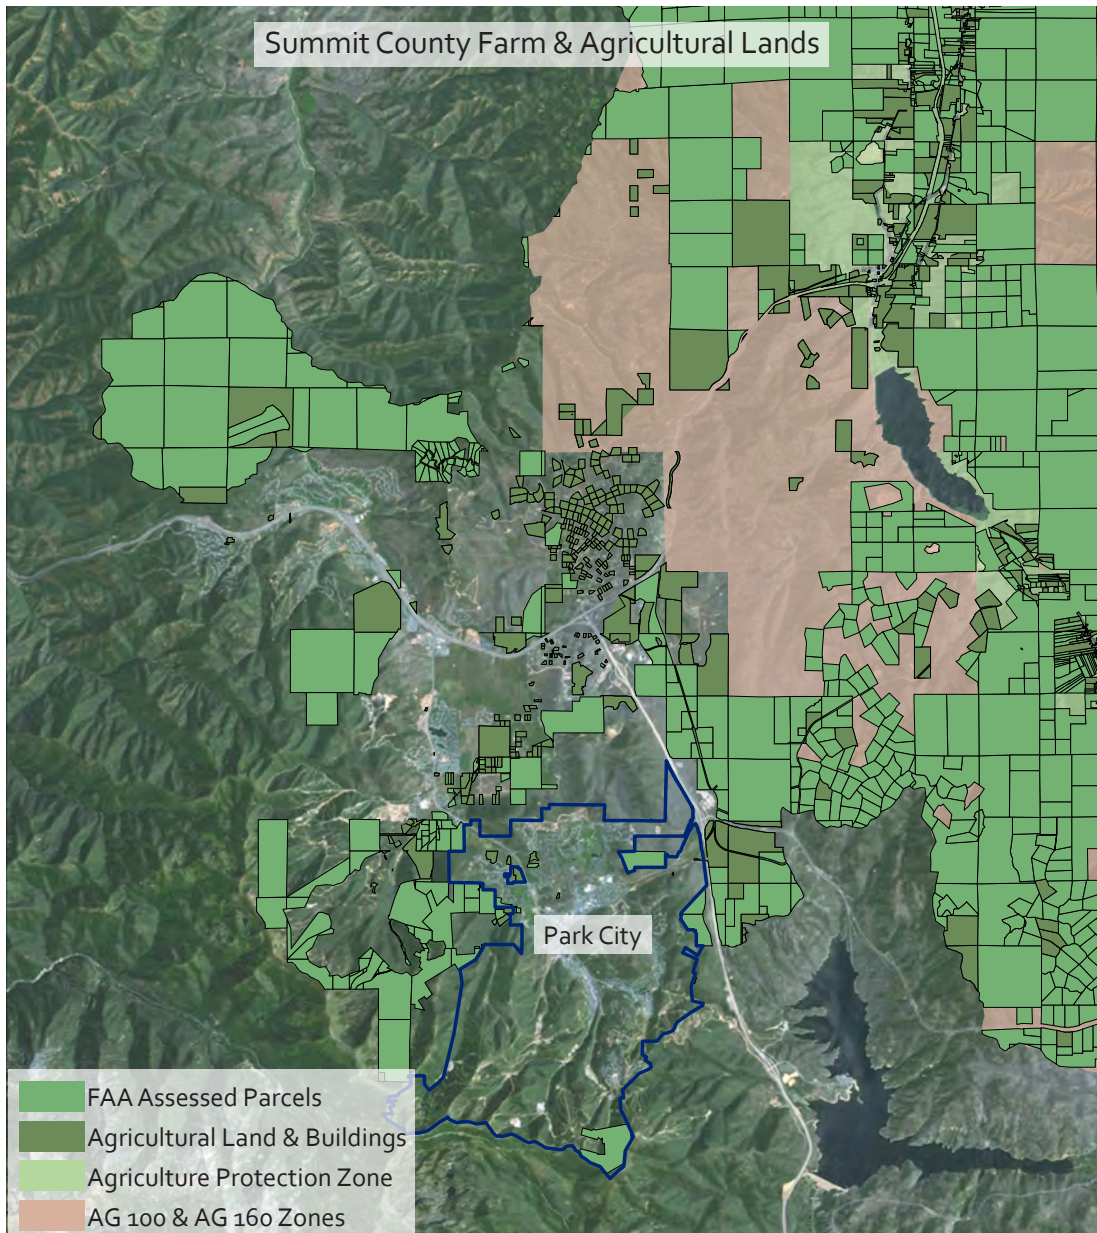 Summit County Farm & Agricultural Lands
Park City
FAA Assessed Parcels
Agricultural Land & Buildings
Agriculture Protection Zone
AG 100 & AG 160 Zones